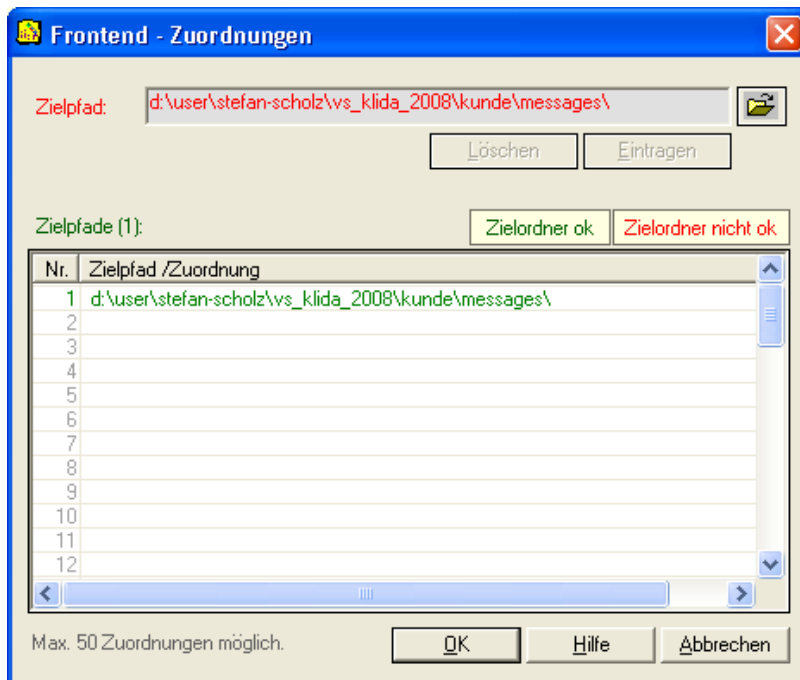 Frontend - Zuordnungen
Zielpfad: d:\user\stefan-scholz\vs_klida_2008\kunde\messages\
Löschen Eintragen
Zielpfade (1): Zielordner ok Zielordner nicht ok
Nr. Zielpfad /Zuordnung
1 d:\user\stefan-scholz\vs_klida_2008\kunde\messages\
2
3
4
5
6
7
8
9
10
11
12
Max. 50 Zuordnungen möglich. OK Hilfe Abbrechen